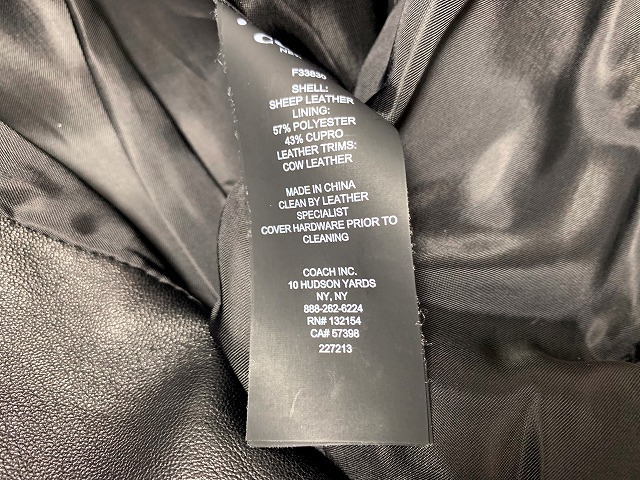 F33836
SHELL:
SHEEP LEATHER
LINING:
57% POLYESTER
43% CUPRO
LEATHER TRIMS:
COW LEATHER
MADE IN CHINA
CLEAN BY LEATHER
SPECIALIST
COVER HARDWARE PRIOR TO
CLEANING
COACH INC.
10 HUDSON YARDS
NY, NY
888-262-6224
RN# 132154
CA# 57398
227213